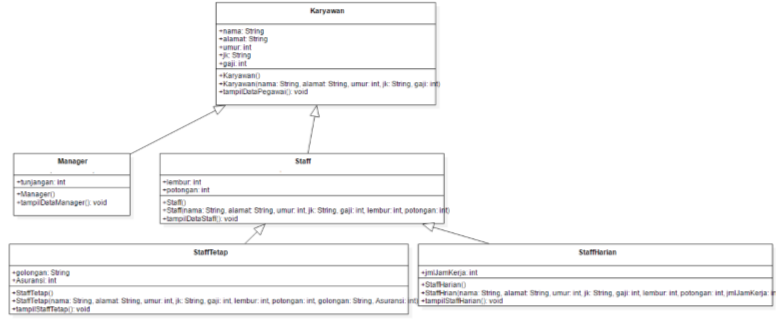 Karyawan
+nama: String
+alamat: String
+umur: int
+jk: String
+gaji: int
+Karyawan()
+Karyawan(nama: String, alamat: String, umur: int, jk: String, gaji: int)
+tampilDataPegawai(): void
Manager
+tunjangan: int
+Manager()
+tampilDataManager(): void
Staff
+lembur: int
+potongan: int
+Staff()
+Staff(nama: String, alamat: String, umur: int, jk: String, gaji: int, lembur: int, potongan: int)
+tampilDataStaff(): void
StaffTetap
+golongan: String
+Asuransi: int
+StaffTetap()
+StaffTetap(nama: String, alamat: String, umur: int, jk: String, gaji: int, lembur: int, potongan: int, golongan: String, Asuransi: int)
+tampilStaffTetap(): void
StaffHarian
+jmlJamKerja: int
+StaffHarian()
+StaffHrian(nama: String, alamat: String, umur: int, jk: String, gaji: int, lembur: int, potongan: int, jmlJamKerja: in
+tampilStaffHarian(): void